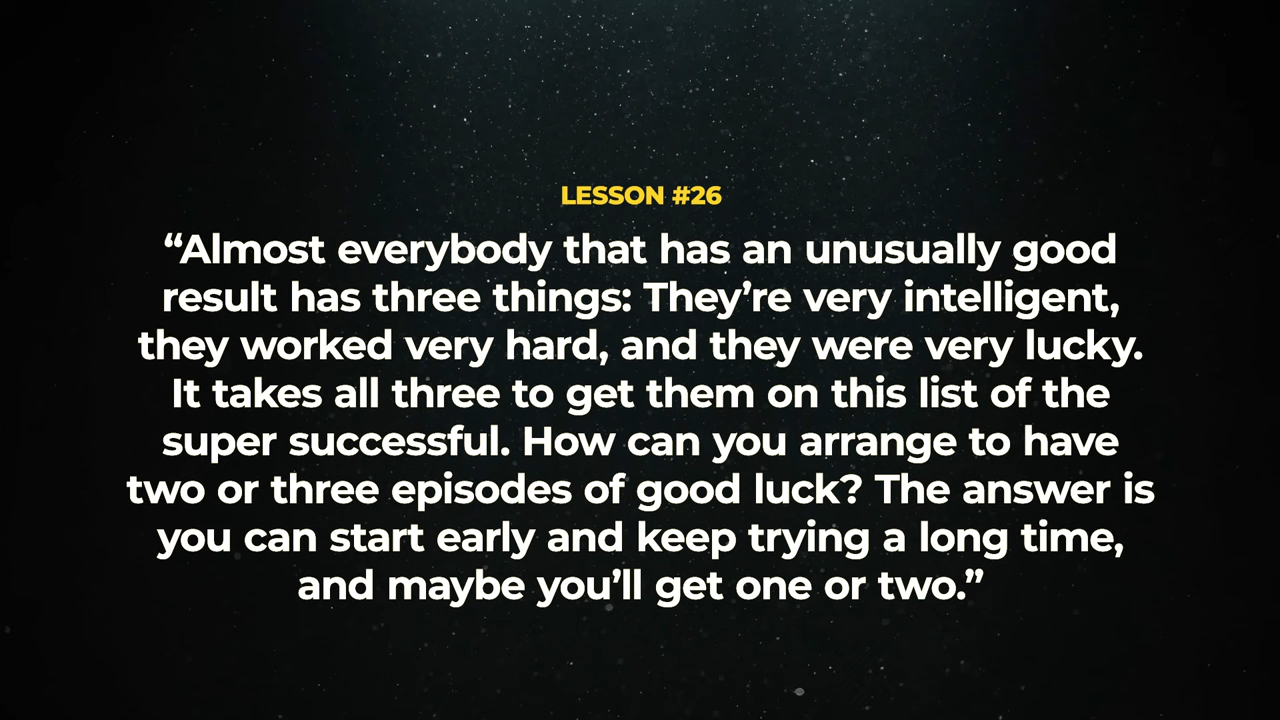 LESSON #26
“Almost everybody that has an unusually good
result has three things: They’re very intelligent,
they worked very hard, and they were very lucky.
It takes all three to get them on this list of the
super successful. How can you arrange to have
two or three episodes of good luck? The answer is
you can start early and keep trying a long time,
and maybe you’ll get one or two.”